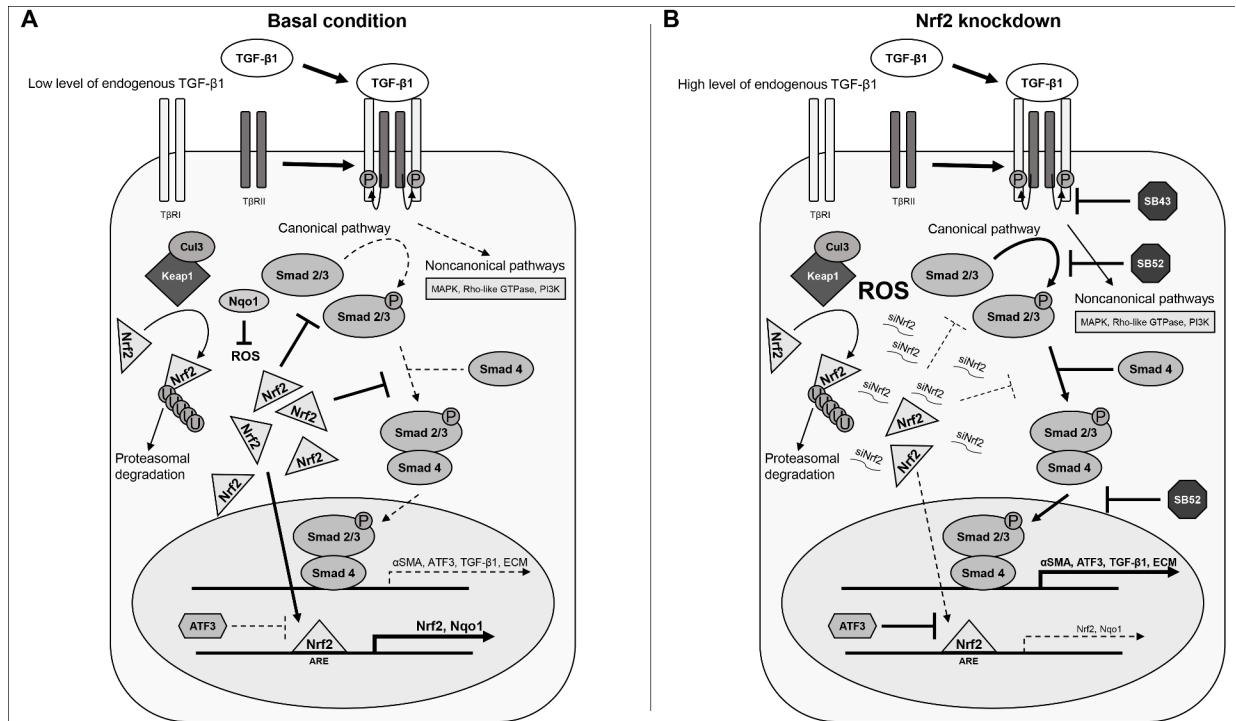 A
Basal condition
TGF-β1
TGF-β1
Low level of endogenous TGF-β1
P
P
TβRI
TβRII
Canonical pathway
Cul3
Keap1
Smad 2/3
Noncanonical pathways
MAPK, Rho-like GTPase, PI3K
Nqo1
P
Smad 2/3
ROS
Nrf2
Nrf2
Smad 4
Nrf2
Nrf2
U
U
U
U
U
P
Smad 2/3
Nrf2
Nrf2
Smad 4
Proteasomal
degradation
Nrf2
P
Smad 2/3
Smad 4
αSMA, ATF3, TGF-β1, ECM
ATF3
Nrf2
Nrf2, Nqo1
ARE
B
Nrf2 knockdown
TGF-β1
TGF-β1
High level of endogenous TGF-β1
P
P
SB43
TβRI
TβRII
Canonical pathway
Cul3
Keap1
Smad 2/3
SB52
ROS
Noncanonical pathways
MAPK, Rho-like GTPase, PI3K
P
Smad 2/3
siNrf2
siNrf2
siNrf2
Nrf2
Nrf2
Smad 4
siNrf2
siNrf2
U
U
U
U
U
Nrf2
P
Smad 2/3
siNrf2
siNrf2
Nrf2
Smad 4
Proteasomal
degradation
SB52
P
Smad 2/3
Smad 4
αSMA, ATF3, TGF-β1, ECM
ATF3
Nrf2
Nrf2, Nqo1
ARE